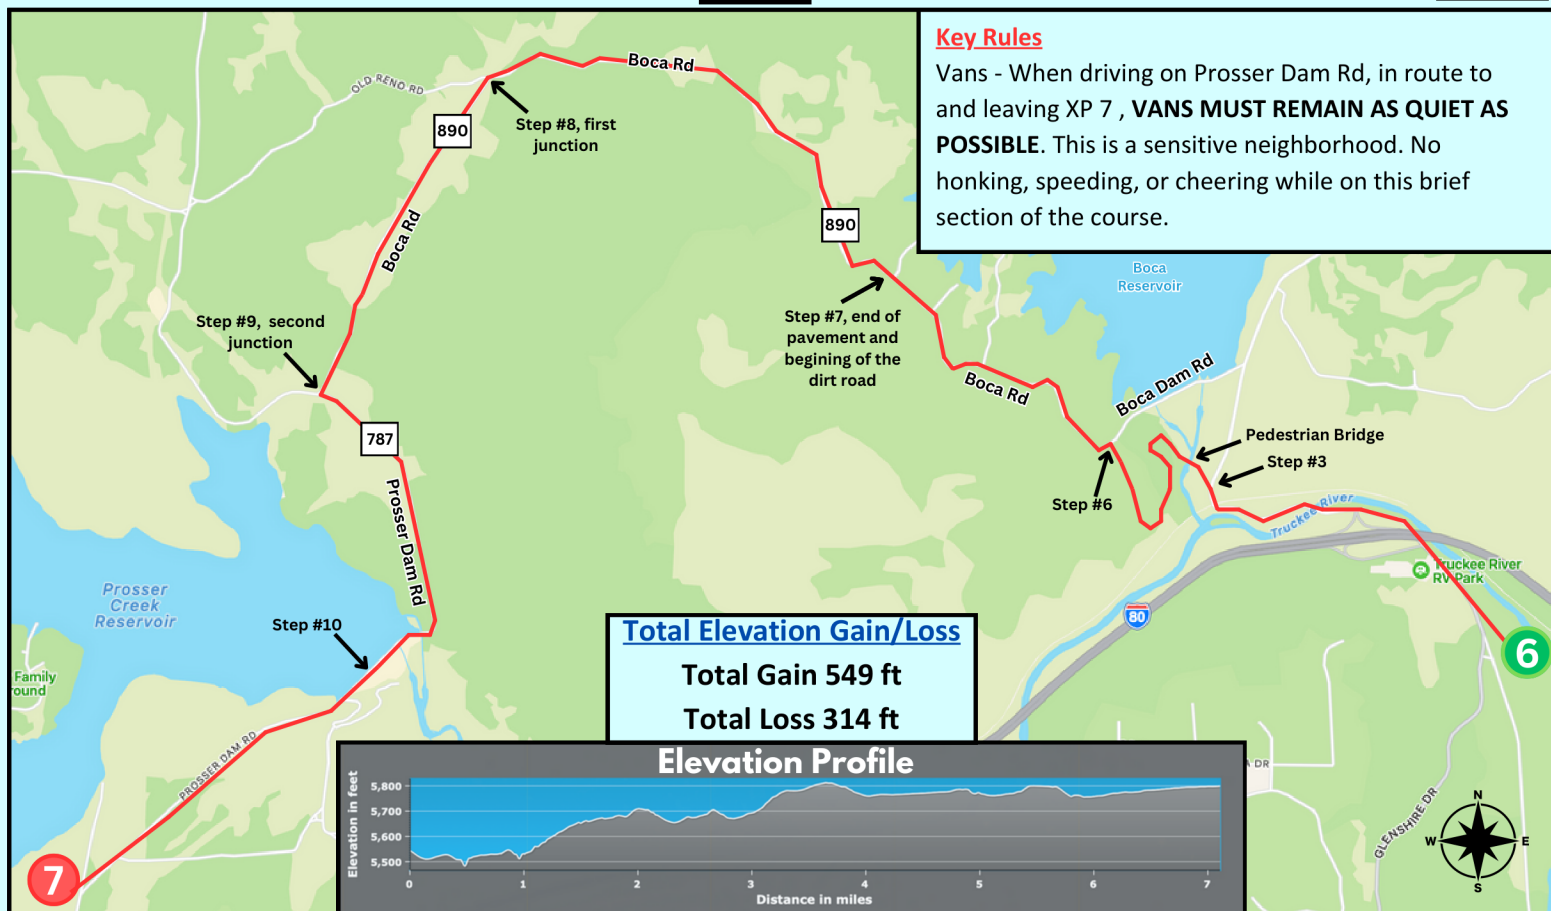 Key Rules
Vans - When driving on Prosser Dam Rd, in route to
and leaving XP 7 , VANS MUST REMAIN AS QUIET AS
POSSIBLE. This is a sensitive neighborhood. No
honking, speeding, or cheering while on this brief
section of the course.
Boca Rd
OLD RENO RD
890
Step #8, first
junction
Boca Rd
890
Boca
Reservoir
Step #9, second
junction
Step #7, end of
pavement and
begining of the
dirt road
Boca Rd
Boca Dam Rd
787
Pedestrian Bridge
Step #3
Step #6
Truckee River
Prosser Dam Rd
Truckee River
RV Park
Prosser
Creek
Reservoir
80
Step #10
6
Family
ound
Total Elevation Gain/Loss
Total Gain 549 ft
Total Loss 314 ft
PROSSER DAM RD
A DR
GLENSHIRE DR
N
W
E
S
7
Elevation Profile
Elevation in feet
5,800
5,700
5,600
5,500
0 1 2 3 4 5 6 7
Distance in miles